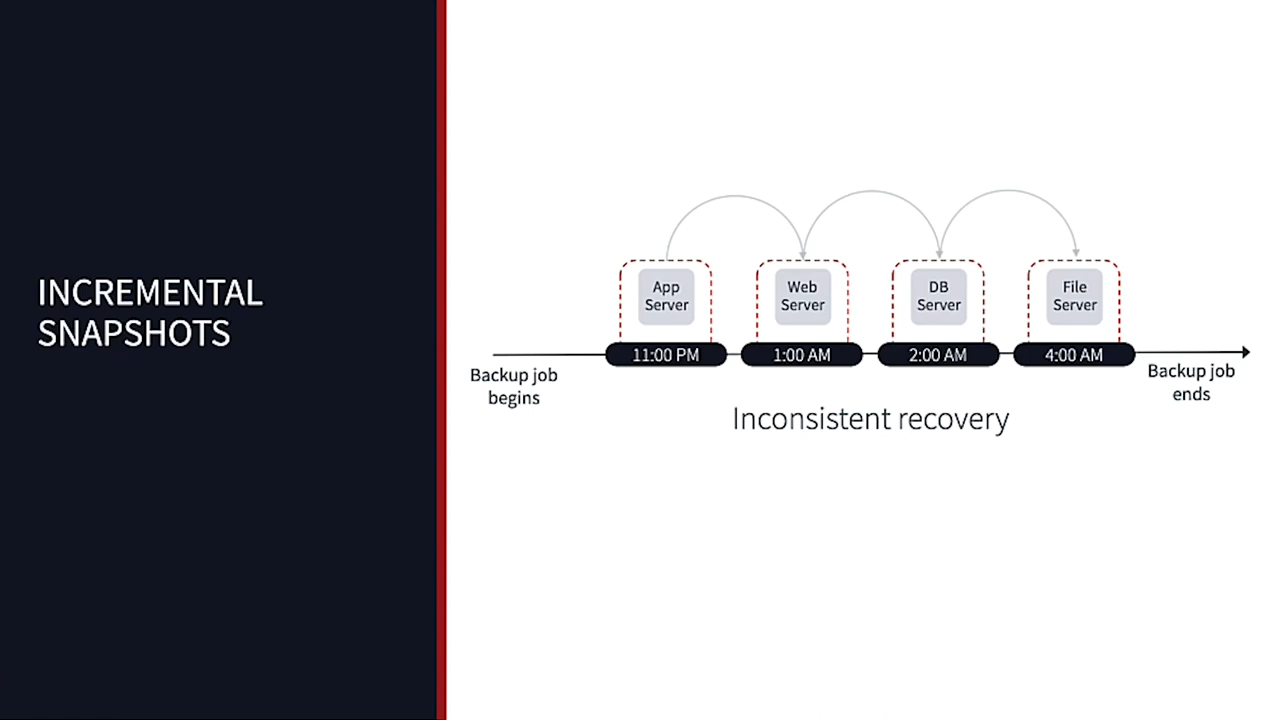 INCREMENTAL
SNAPSHOTS
App
Server
Web
Server
DB
Server
File
Server
11:00 PM
1:00 AM
2:00 AM
4:00 AM
Backup job
begins
Backup job
ends
Inconsistent recovery